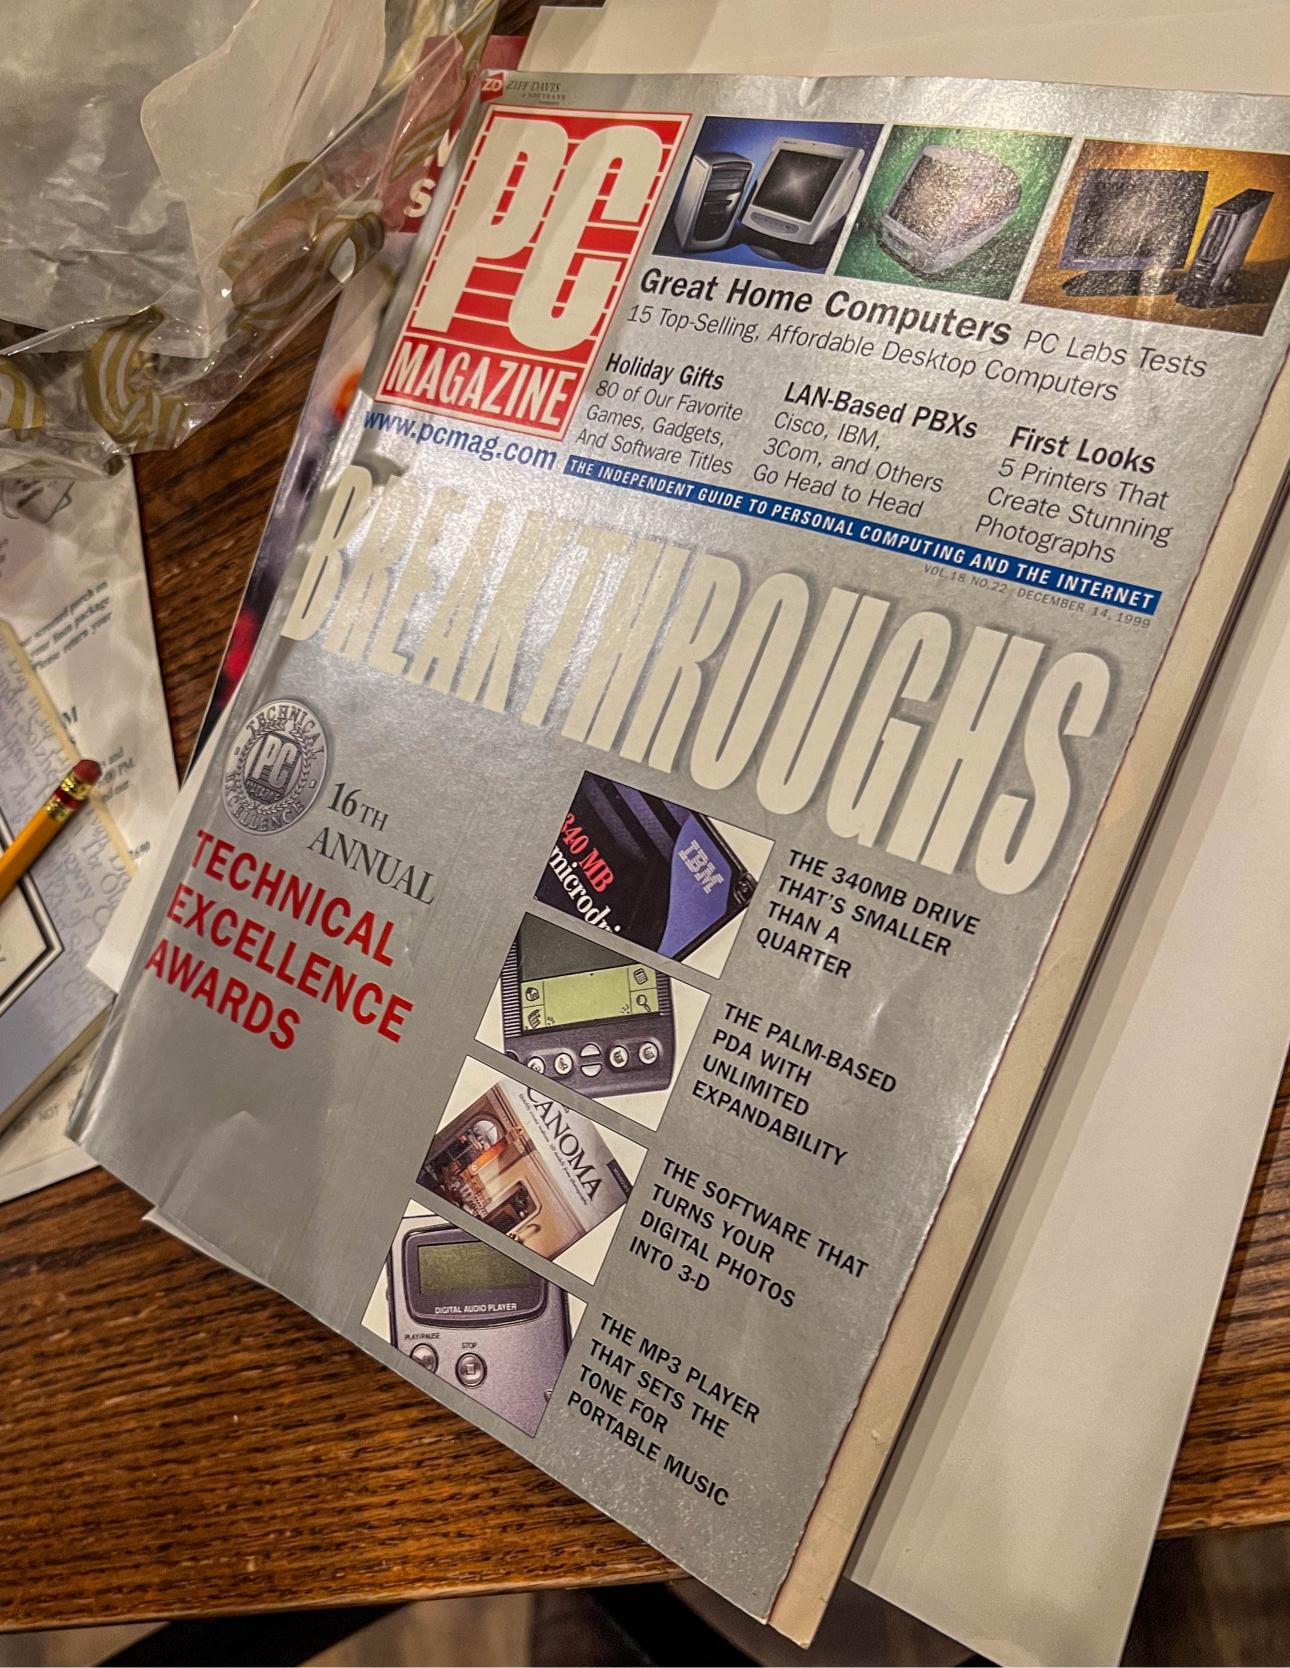 ZD ZIFF DAVIS
PC
MAGAZINE
www.pcmag.com
Great Home Computers PC Labs Tests
15 Top-Selling, Affordable Desktop Computers
Holiday Gifts
80 of Our Favorite
Games, Gadgets,
And Software Titles
LAN-Based PBXs
Cisco, IBM,
3Com, and Others
Go Head to Head
First Looks
5 Printers That
Create Stunning
Photographs
THE INDEPENDENT GUIDE TO PERSONAL COMPUTING AND THE INTERNET
VOL.18 NO.22 DECEMBER 14, 1999
BREAKTHROUGHS
TECHNICAL
PC
MAGAZINE
EXCELLENCE
16TH
ANNUAL
TECHNICAL
EXCELLENCE
AWARDS
340 MB
microdri
IBM
THE 340MB DRIVE
THAT'S SMALLER
THAN A
QUARTER
THE PALM-BASED
PDA WITH
UNLIMITED
EXPANDABILITY
CANOMA
THE SOFTWARE THAT
TURNS YOUR
DIGITAL PHOTOS
INTO 3-D
DIGITAL AUDIO PLAYER
PLAY/PAUSE
STOP
THE MP3 PLAYER
THAT SETS THE
TONE FOR
PORTABLE MUSIC